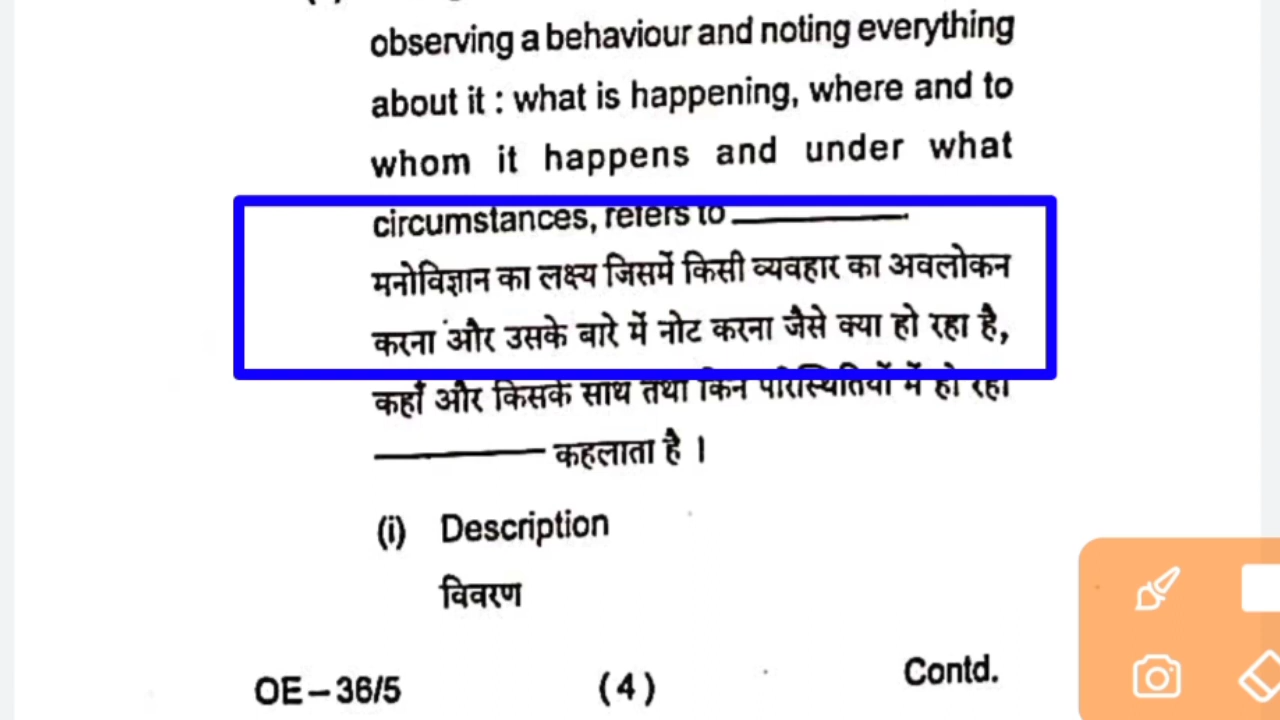 observing a behaviour and noting everything
about it : what is happening, where and to
whom it happens and under what
circumstances, refers to ________.
मनोविज्ञान का लक्ष्य जिसमें किसी व्यवहार का अवलोकन
करना और उसके बारे में नोट करना जैसे क्या हो रहा है,
कहाँ और किसके साथ तथा किन परिस्थितियों में हो रहा
________ कहलाता है ।
(i) Description
विवरण
OE–36/5 (4) Contd.